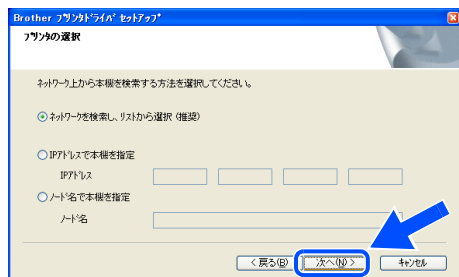 Brother ﾌﾟﾘﾝﾀﾄﾞﾗｲﾊﾞ ｾｯﾄｱｯﾌﾟ
ﾌﾟﾘﾝﾀの選択
ﾈｯﾄﾜｰｸ上から本機を検索する方法を選択してください。
ﾈｯﾄﾜｰｸを検索し、ﾘｽﾄから選択 (推奨)
IPｱﾄﾞﾚｽで本機を指定
IPｱﾄﾞﾚｽ
ﾉｰﾄﾞ名で本機を指定
ﾉｰﾄﾞ名
< 戻る(B) 次へ(N) > ｷｬﾝｾﾙ